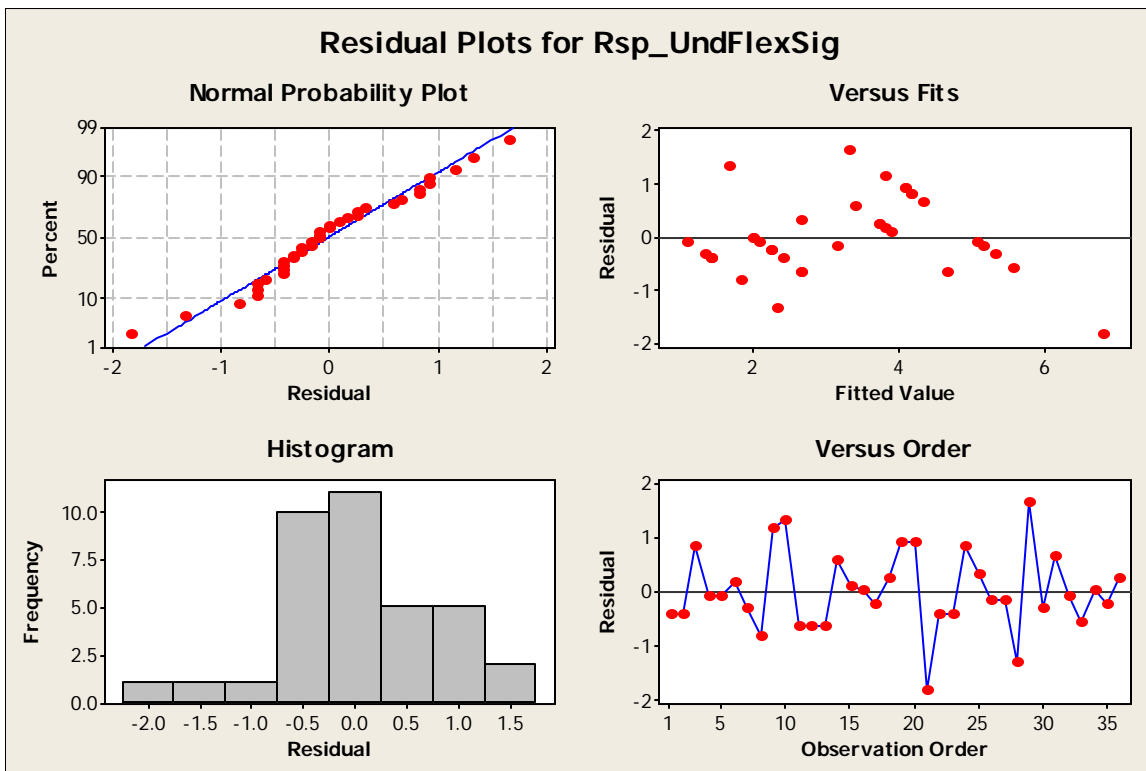 Residual Plots for Rsp_UndFlexSig
Normal Probability Plot
99
90
50
10
1
Percent
-2 -1 0 1 2
Residual
Versus Fits
2
1
0
-1
-2
Residual
2 4 6
Fitted Value
Histogram
10.0
7.5
5.0
2.5
0.0
Frequency
-2.0 -1.5 -1.0 -0.5 0.0 0.5 1.0 1.5
Residual
Versus Order
2
1
0
-1
-2
Residual
1 5 10 15 20 25 30 35
Observation Order